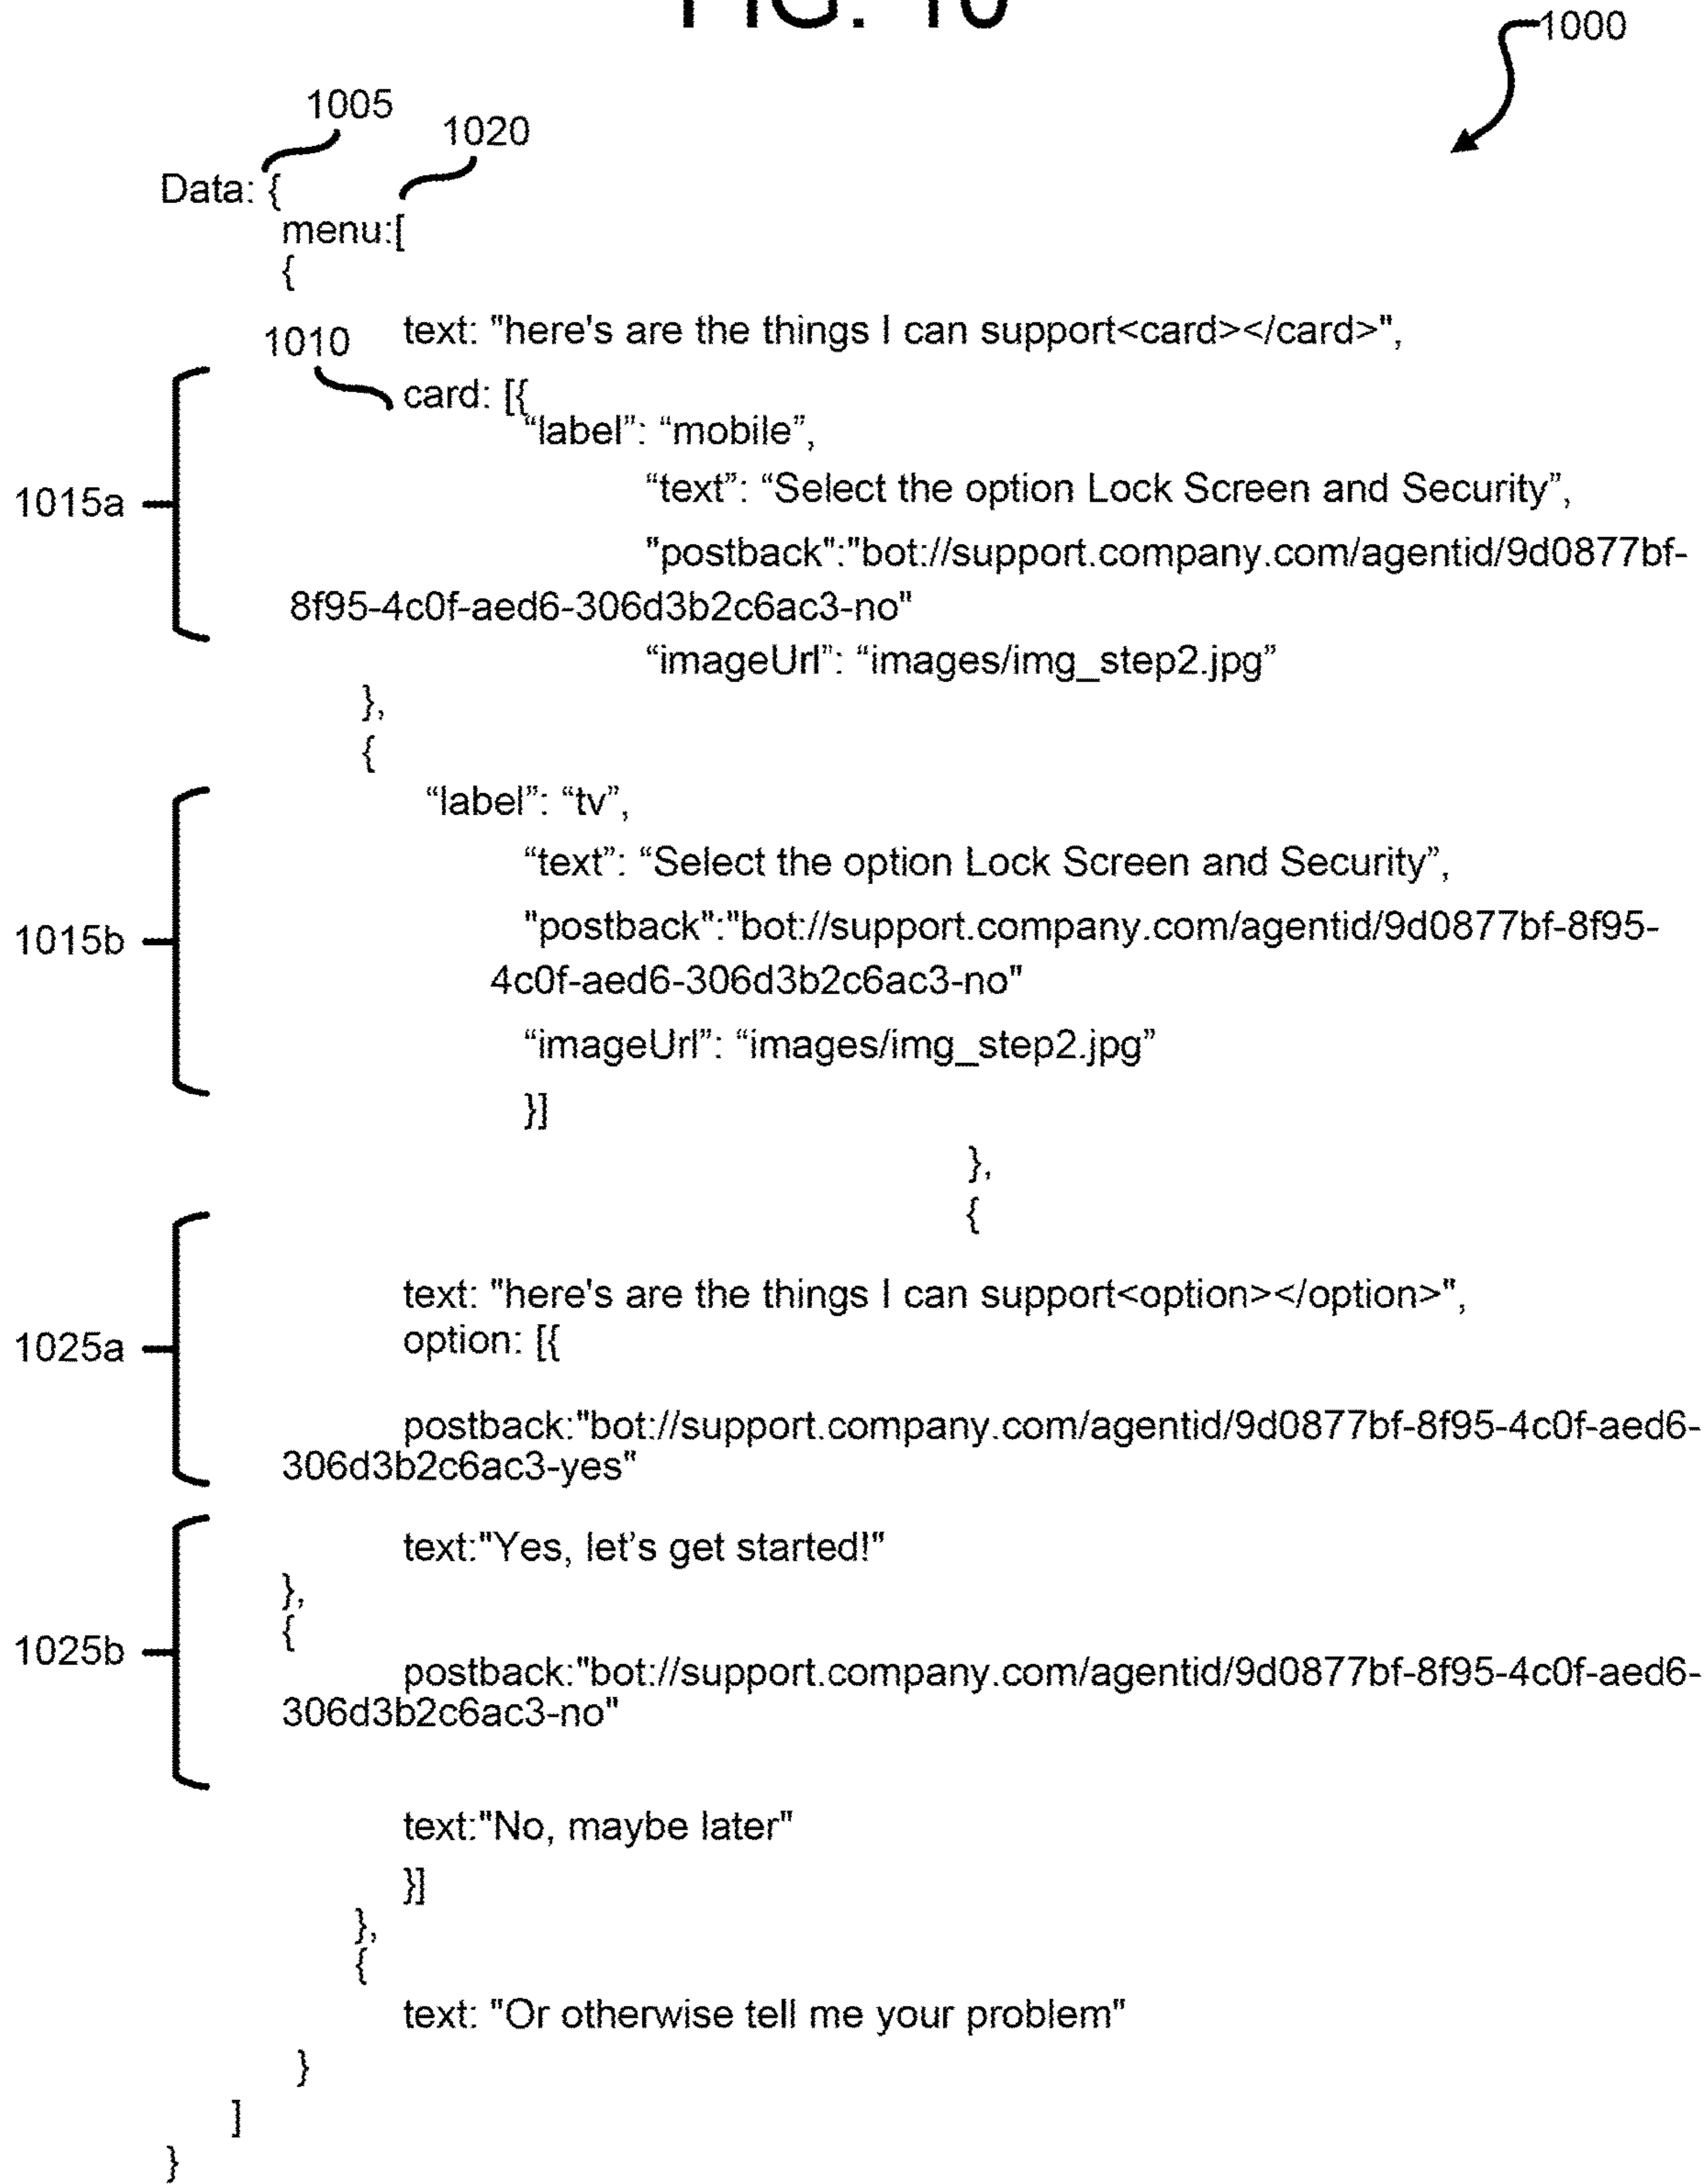 FIG. 10
1000
1005
1020
Data: {
menu:[
{
text: "here's are the things I can support<card></card>",
1010
card: [{
“label”: “mobile”,
1015a
“text”: “Select the option Lock Screen and Security”,
"postback":"bot://support.company.com/agentid/9d0877bf-
8f95-4c0f-aed6-306d3b2c6ac3-no"
“imageUrl”: “images/img_step2.jpg”
},
{
“label”: “tv”,
“text”: “Select the option Lock Screen and Security”,
1015b
"postback":"bot://support.company.com/agentid/9d0877bf-8f95-
4c0f-aed6-306d3b2c6ac3-no"
“imageUrl”: “images/img_step2.jpg”
}]
},
{
text: "here's are the things I can support<option></option>",
1025a
option: [{
postback:"bot://support.company.com/agentid/9d0877bf-8f95-4c0f-aed6-
306d3b2c6ac3-yes"
text:"Yes, let’s get started!"
},
{
1025b
postback:"bot://support.company.com/agentid/9d0877bf-8f95-4c0f-aed6-
306d3b2c6ac3-no"
text:"No, maybe later"
}]
},
{
text: "Or otherwise tell me your problem"
}
]
}